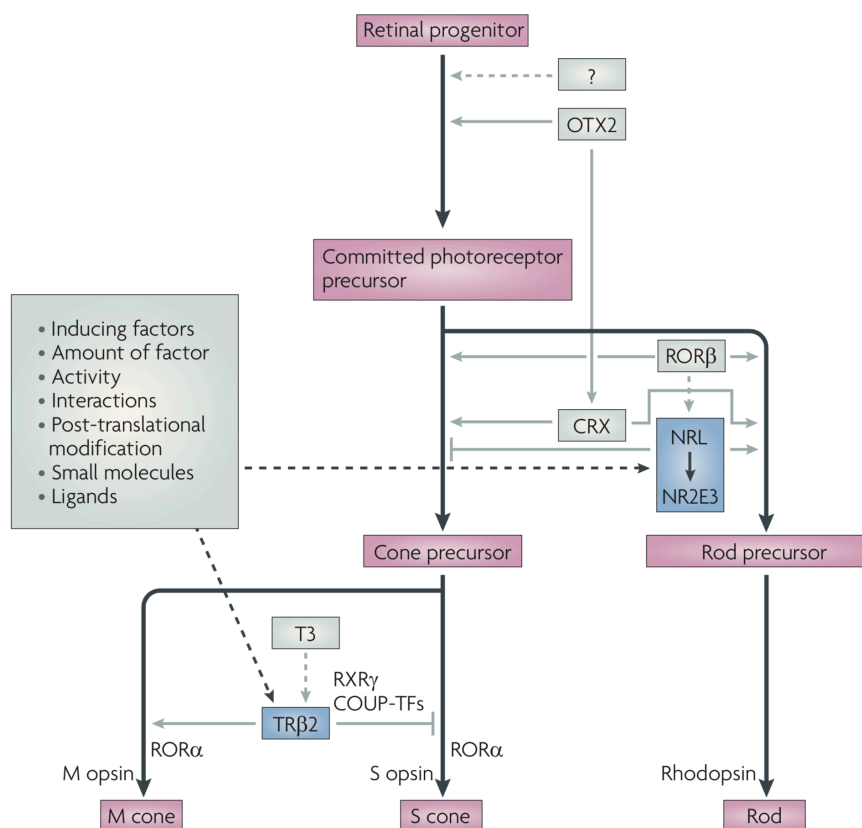 Retinal progenitor
?
OTX2
Committed photoreceptor
precursor
• Inducing factors
• Amount of factor
• Activity
• Interactions
• Post-translational
modification
• Small molecules
• Ligands
RORβ
CRX
NRL
NR2E3
Cone precursor
Rod precursor
T3
RXRγ
COUP-TFs
TRβ2
RORα
RORα
M opsin
S opsin
Rhodopsin
M cone
S cone
Rod